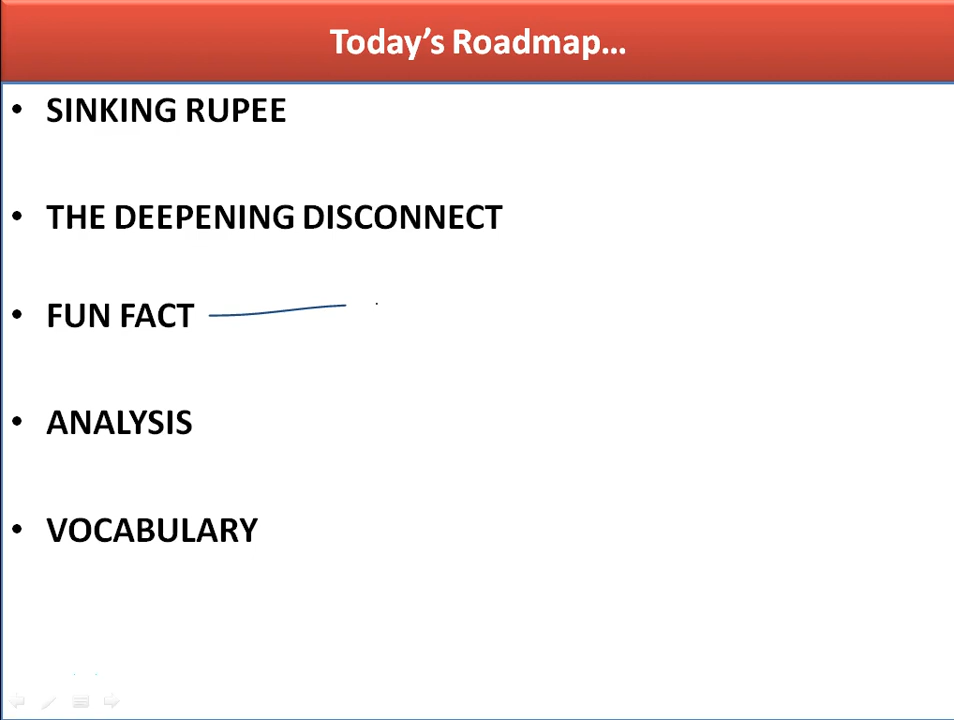 Today’s Roadmap...
• SINKING RUPEE
• THE DEEPENING DISCONNECT
• FUN FACT
• ANALYSIS
• VOCABULARY